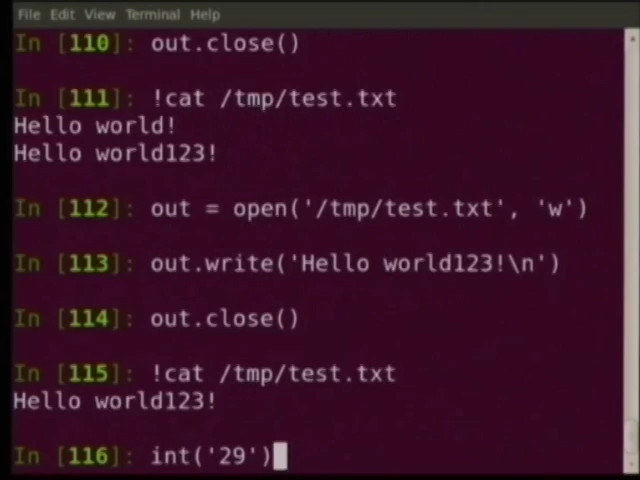 File Edit View Terminal Help
In [110]: out.close()
In [111]: !cat /tmp/test.txt
Hello world!
Hello world123!
In [112]: out = open('/tmp/test.txt', 'w')
In [113]: out.write('Hello world123!\n')
In [114]: out.close()
In [115]: !cat /tmp/test.txt
Hello world123!
In [116]: int('29')